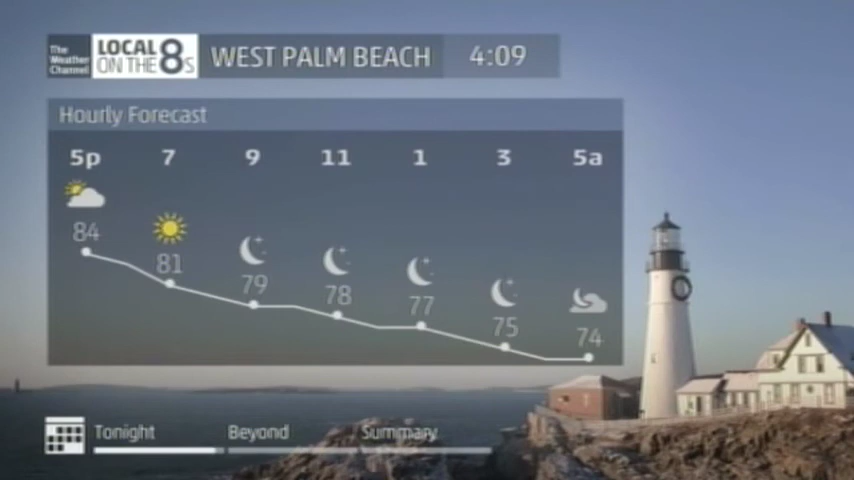 The Weather Channel
LOCAL ON THE 8s
WEST PALM BEACH 4:09
Hourly Forecast
5p 7 9 11 1 3 5a
84 81 79 78 77 75 74
Tonight Beyond Summary